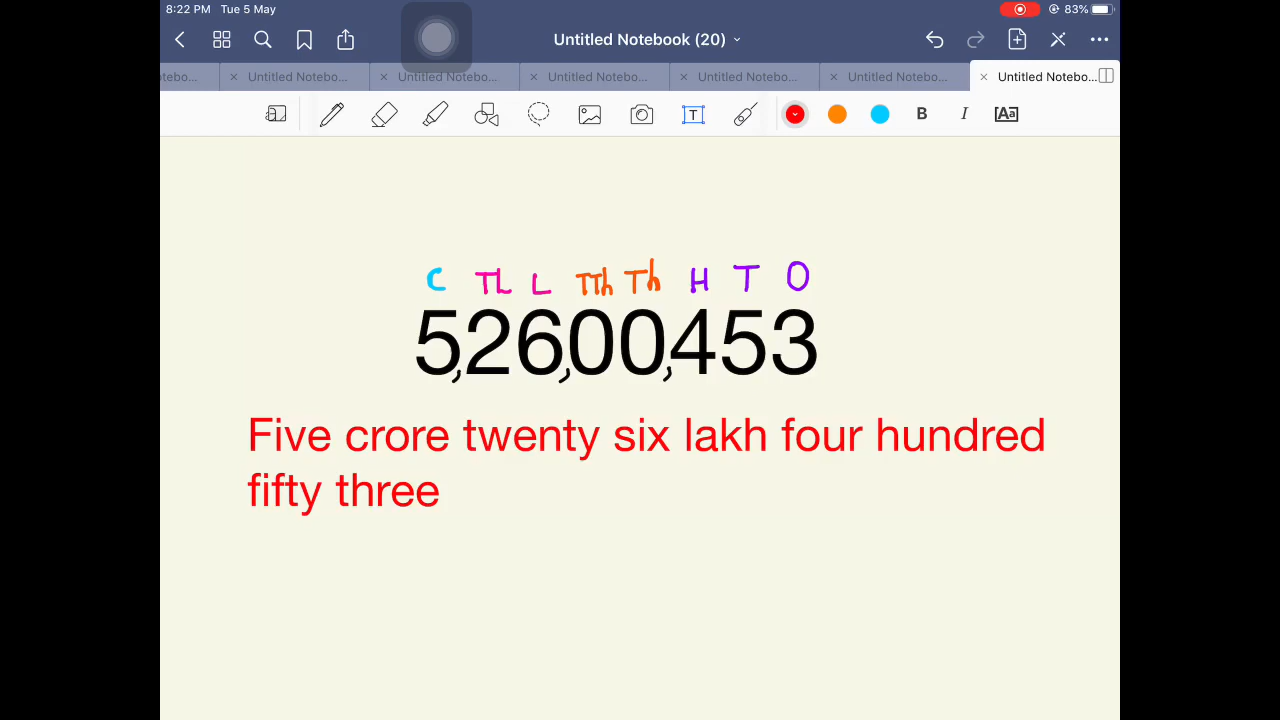 8:22 PM Tue 5 May 83%
Untitled Notebook (20)
tebo... Untitled Notebo... Untitled Notebo... Untitled Notebo... Untitled Notebo... Untitled Notebo... Untitled Notebo...
T B I Aa
C TL L TTh Th H T O
5,26,00,453
Five crore twenty six lakh four hundred
fifty three